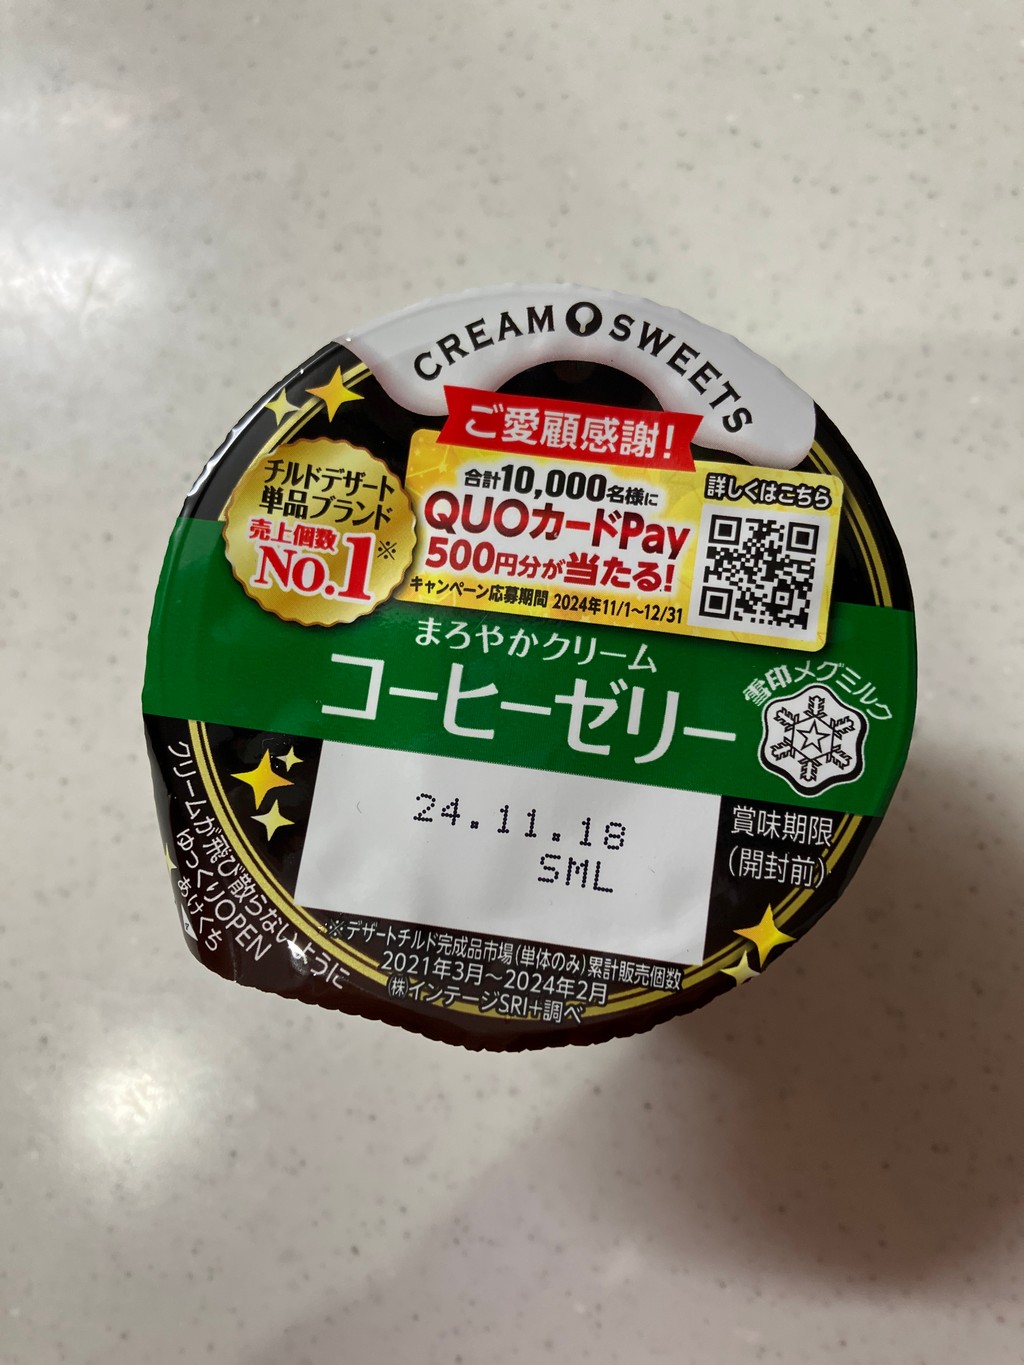 CREAM SWEETS
ご愛顧感謝!
チルドデザート
単品ブランド
売上個数
No.1※
合計10,000名様に
QUOカードPay
500円分が当たる!
キャンペーン応募期間 2024年11/1~12/31
詳しくはこちら
まろやかクリーム
コーヒーゼリー
雪印メグミルク
24.11.18
SML
賞味期限
(開封前)
クリームが飛び散らないように
ゆっくりOPEN
あけくち
※デザートチルド完成品市場(単体のみ)累計販売個数
2021年3月~2024年2月
(株)インテージSRI+調べ